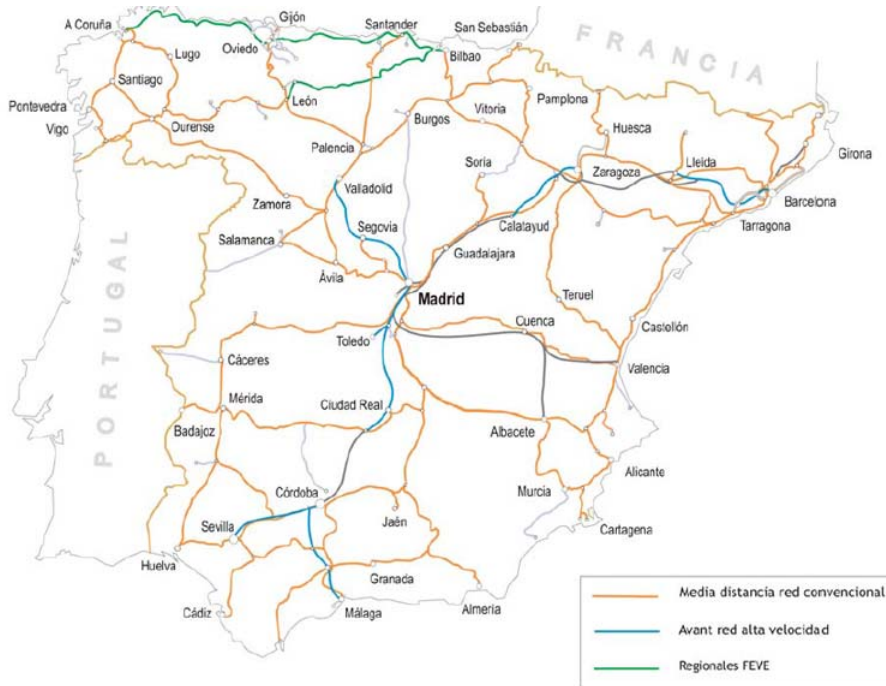 A Coruña
Gijón
Oviedo
Santander
San Sebastián
Bilbao
FRANCIA
Lugo
Santiago
León
Pamplona
Vitoria
Burgos
Huesca
Pontevedra
Vigo
Ourense
Palencia
Soria
Zaragoza
Lleida
Girona
Valladolid
Zamora
Barcelona
Segovia
Calatayud
Tarragona
Salamanca
Guadalajara
Ávila
Madrid
Teruel
PORTUGAL
Cuenca
Castellón
Toledo
Cáceres
Valencia
Mérida
Ciudad Real
Badajoz
Albacete
Alicante
Córdoba
Murcia
Sevilla
Jaén
Cartagena
Huelva
Granada
Almeria
Cádiz
Málaga
Media distancia red convencional
Avant red alta velocidad
Regionales FEVE